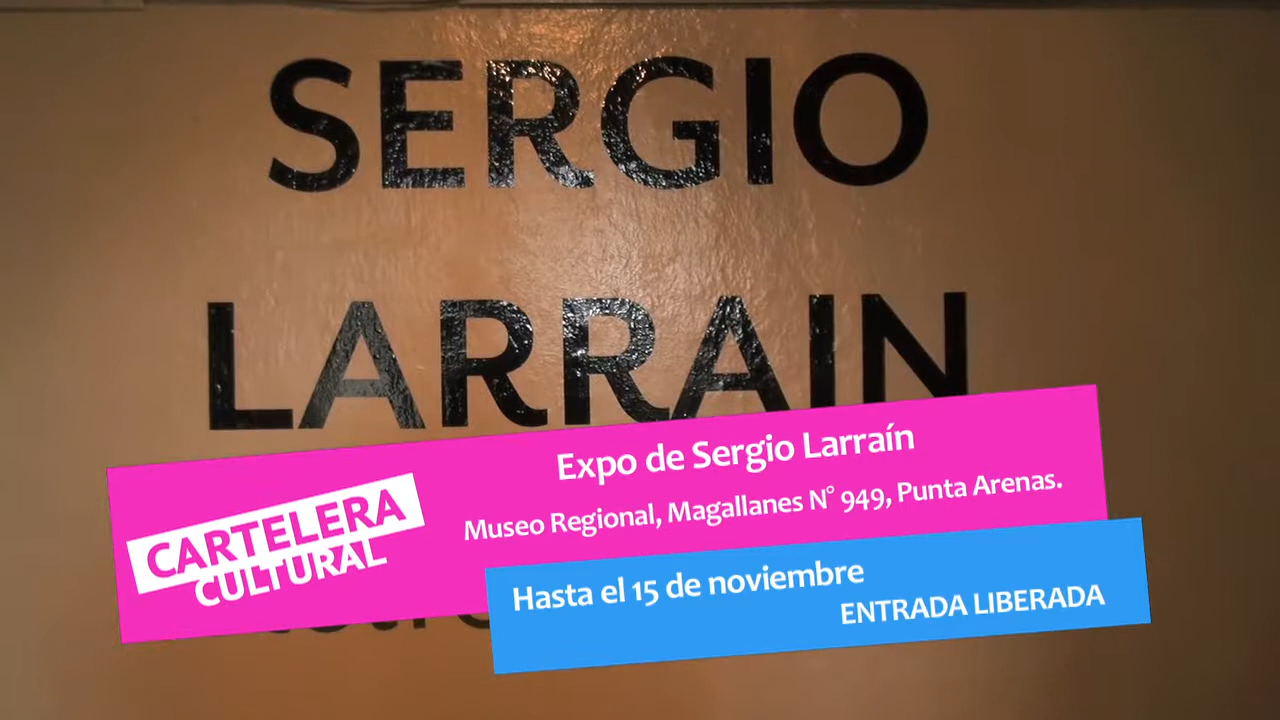 SERGIO
LARRAIN
Expo de Sergio Larraín
Museo Regional, Magallanes N° 949, Punta Arenas.
CARTELERA
CULTURAL
Hasta el 15 de noviembre
ENTRADA LIBERADA